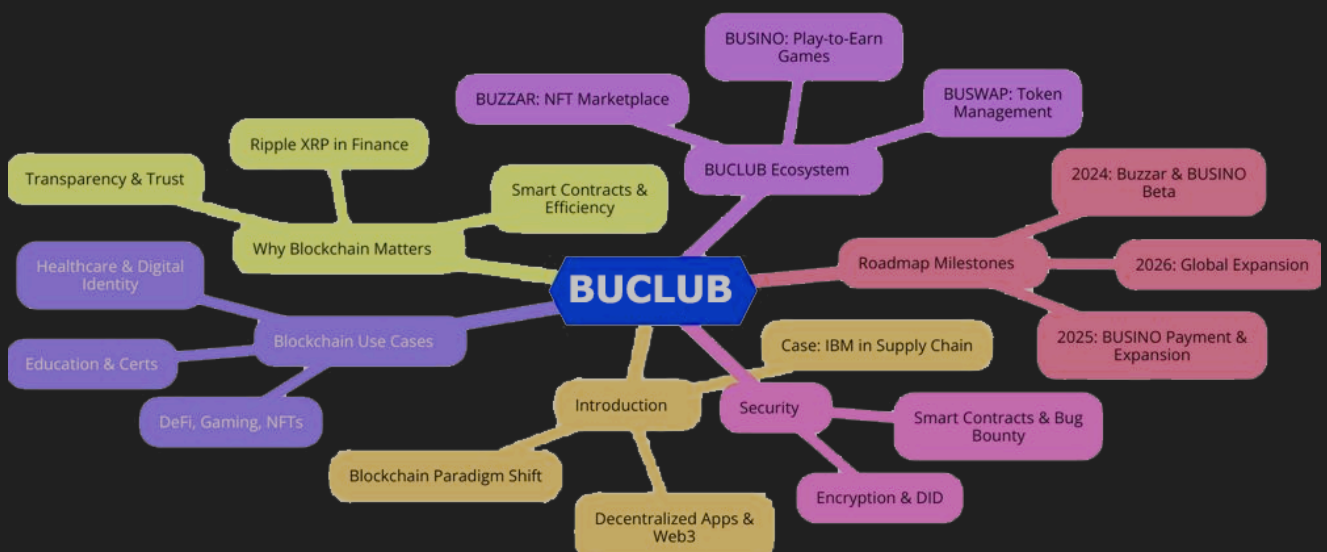 BUSINO: Play-to-Earn
Games
BUZZAR: NFT Marketplace
BUSWAP: Token
Management
BUCLUB Ecosystem
Ripple XRP in Finance
Transparency & Trust
Smart Contracts &
Efficiency
Why Blockchain Matters
2024: Buzzar & BUSINO
Beta
Roadmap Milestones
2026: Global Expansion
2025: BUSINO Payment &
Expansion
BUCLUB
Healthcare & Digital
Identity
Blockchain Use Cases
Education & Certs
DeFi, Gaming, NFTs
Case: IBM in Supply Chain
Introduction
Blockchain Paradigm Shift
Decentralized Apps &
Web3
Security
Smart Contracts & Bug
Bounty
Encryption & DID